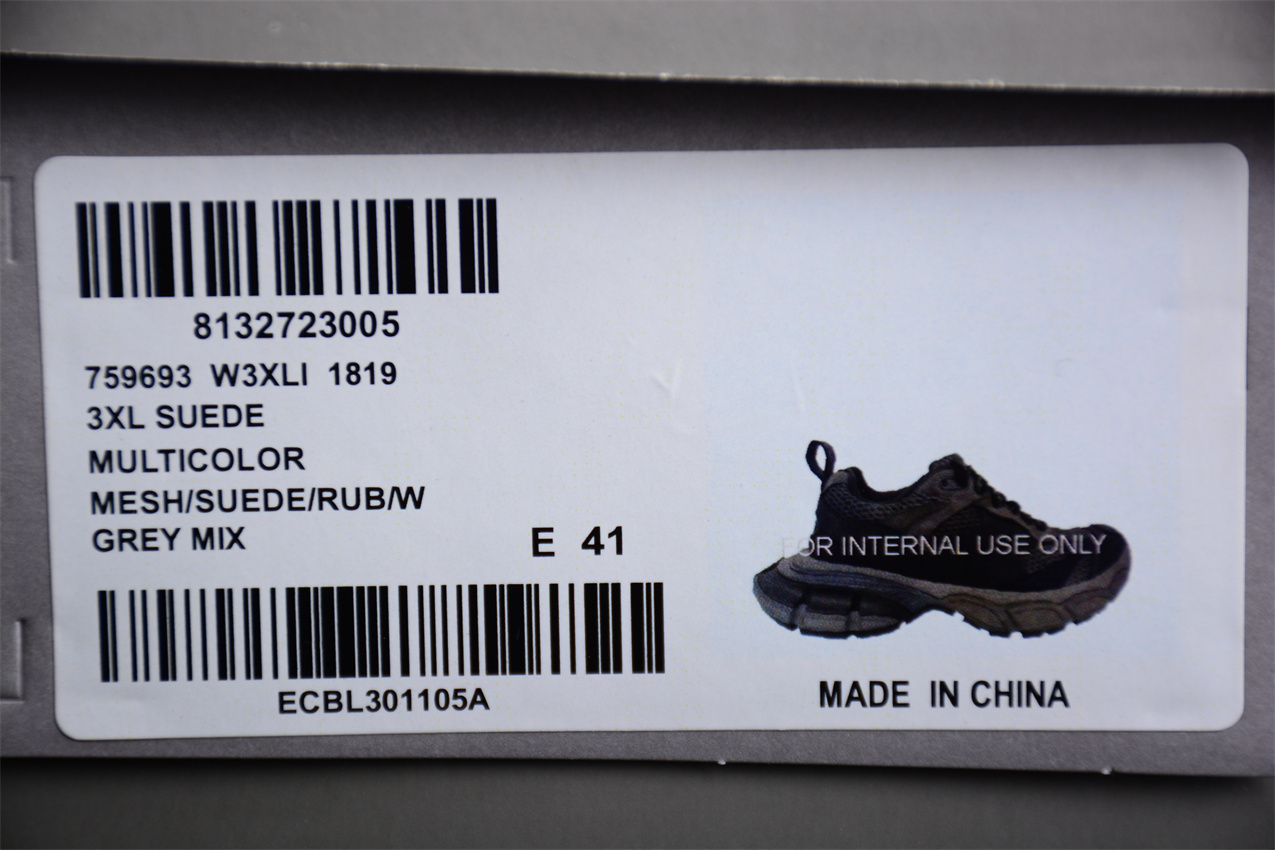 8132723005
759693 W3XLI 1819
3XL SUEDE
MULTICOLOR
MESH/SUEDE/RUB/W
GREY MIX
E 41
ECBL301105A
FOR INTERNAL USE ONLY
MADE IN CHINA